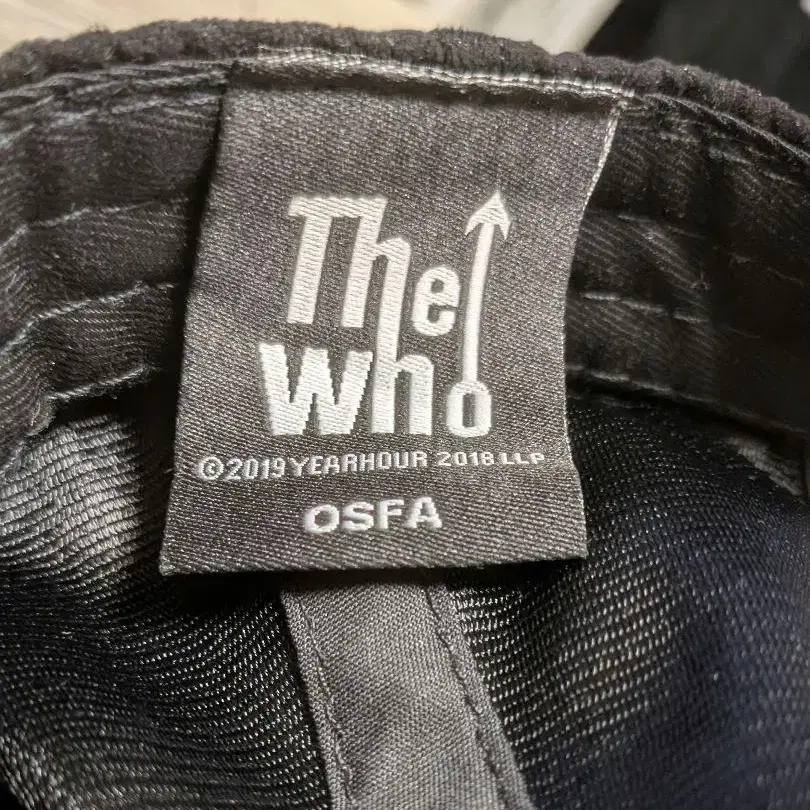 The
Who
©2019 YEARHOUR 2018 LLP
OSFA